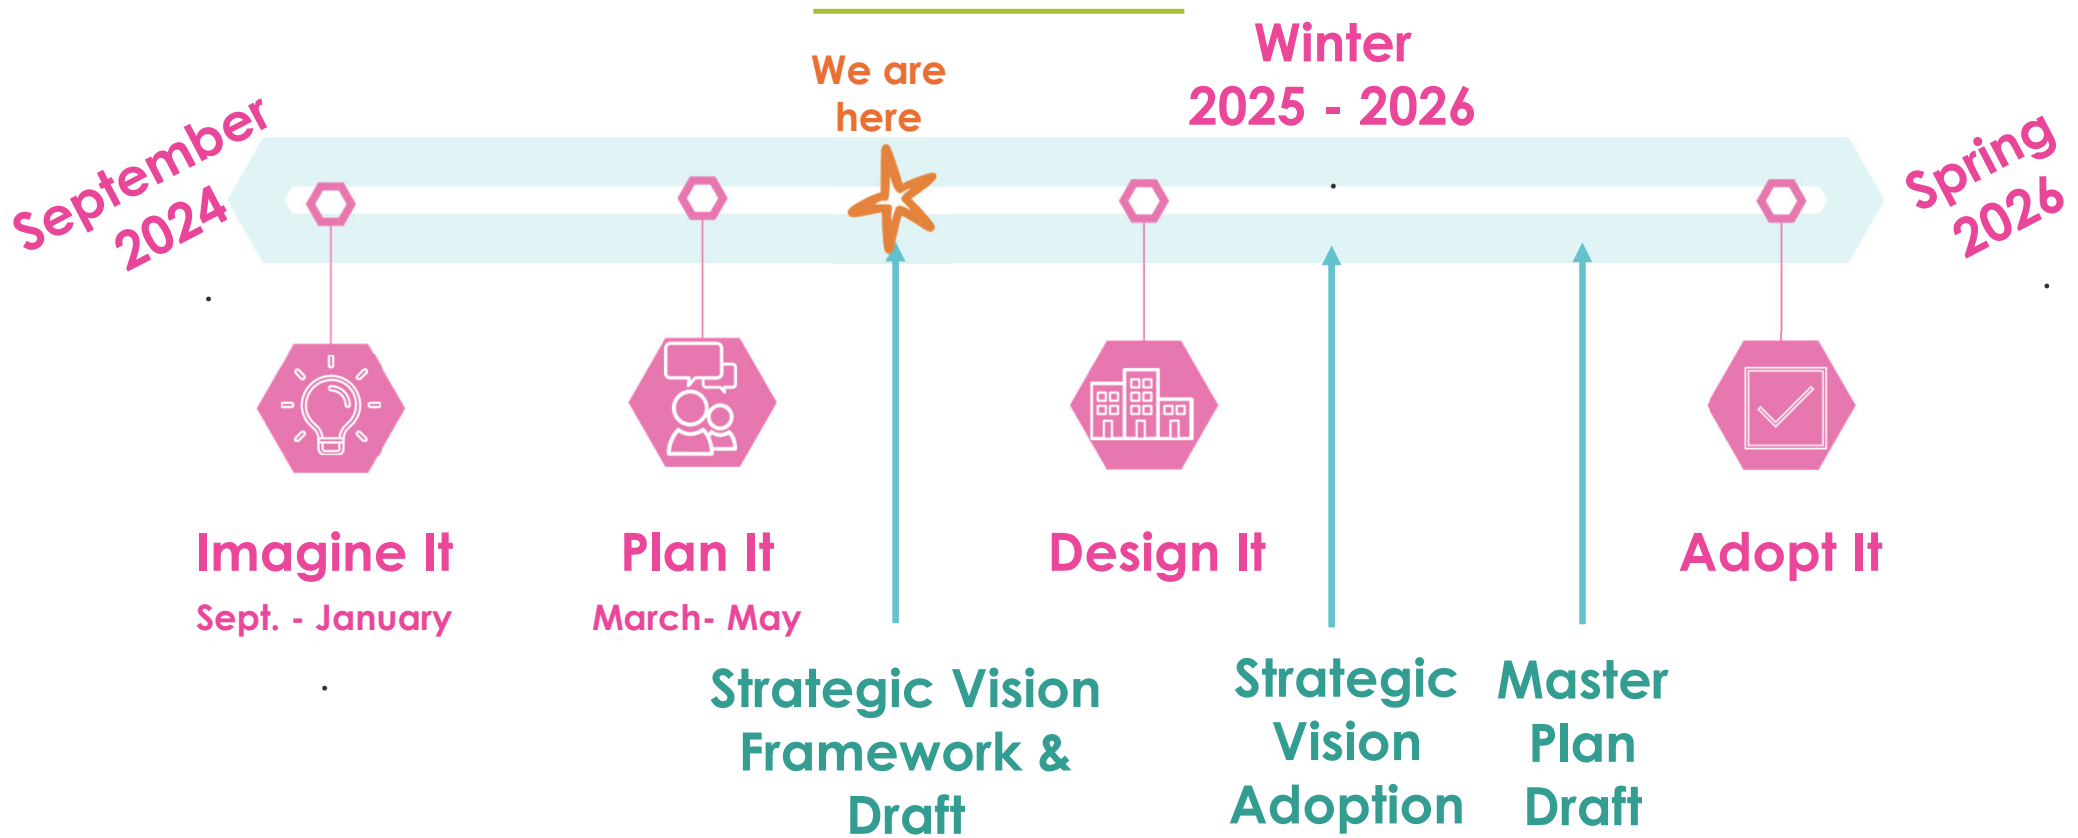 We are
here
Winter
2025 - 2026
September
2024
Spring
2026
Imagine It
Sept. - January
Plan It
March- May
Design It
Adopt It
Strategic Vision
Framework &
Draft
Strategic
Vision
Adoption
Master
Plan
Draft